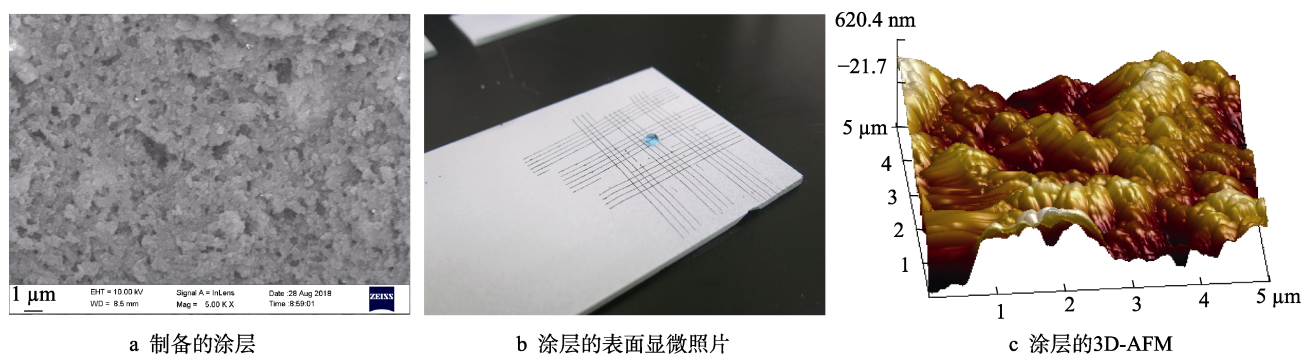 1 μm
EHT = 10.00 kV
WD = 8.5 mm
Signal A = InLens
Mag = 5.00 K X
Date :28 Aug 2018
Time :8:59:01
ZEISS
a 制备的涂层
b 涂层的表面显微照片
620.4 nm
−21.7
5 μm
4
3
2
1
1
2
3
4
5 μm
c 涂层的3D-AFM